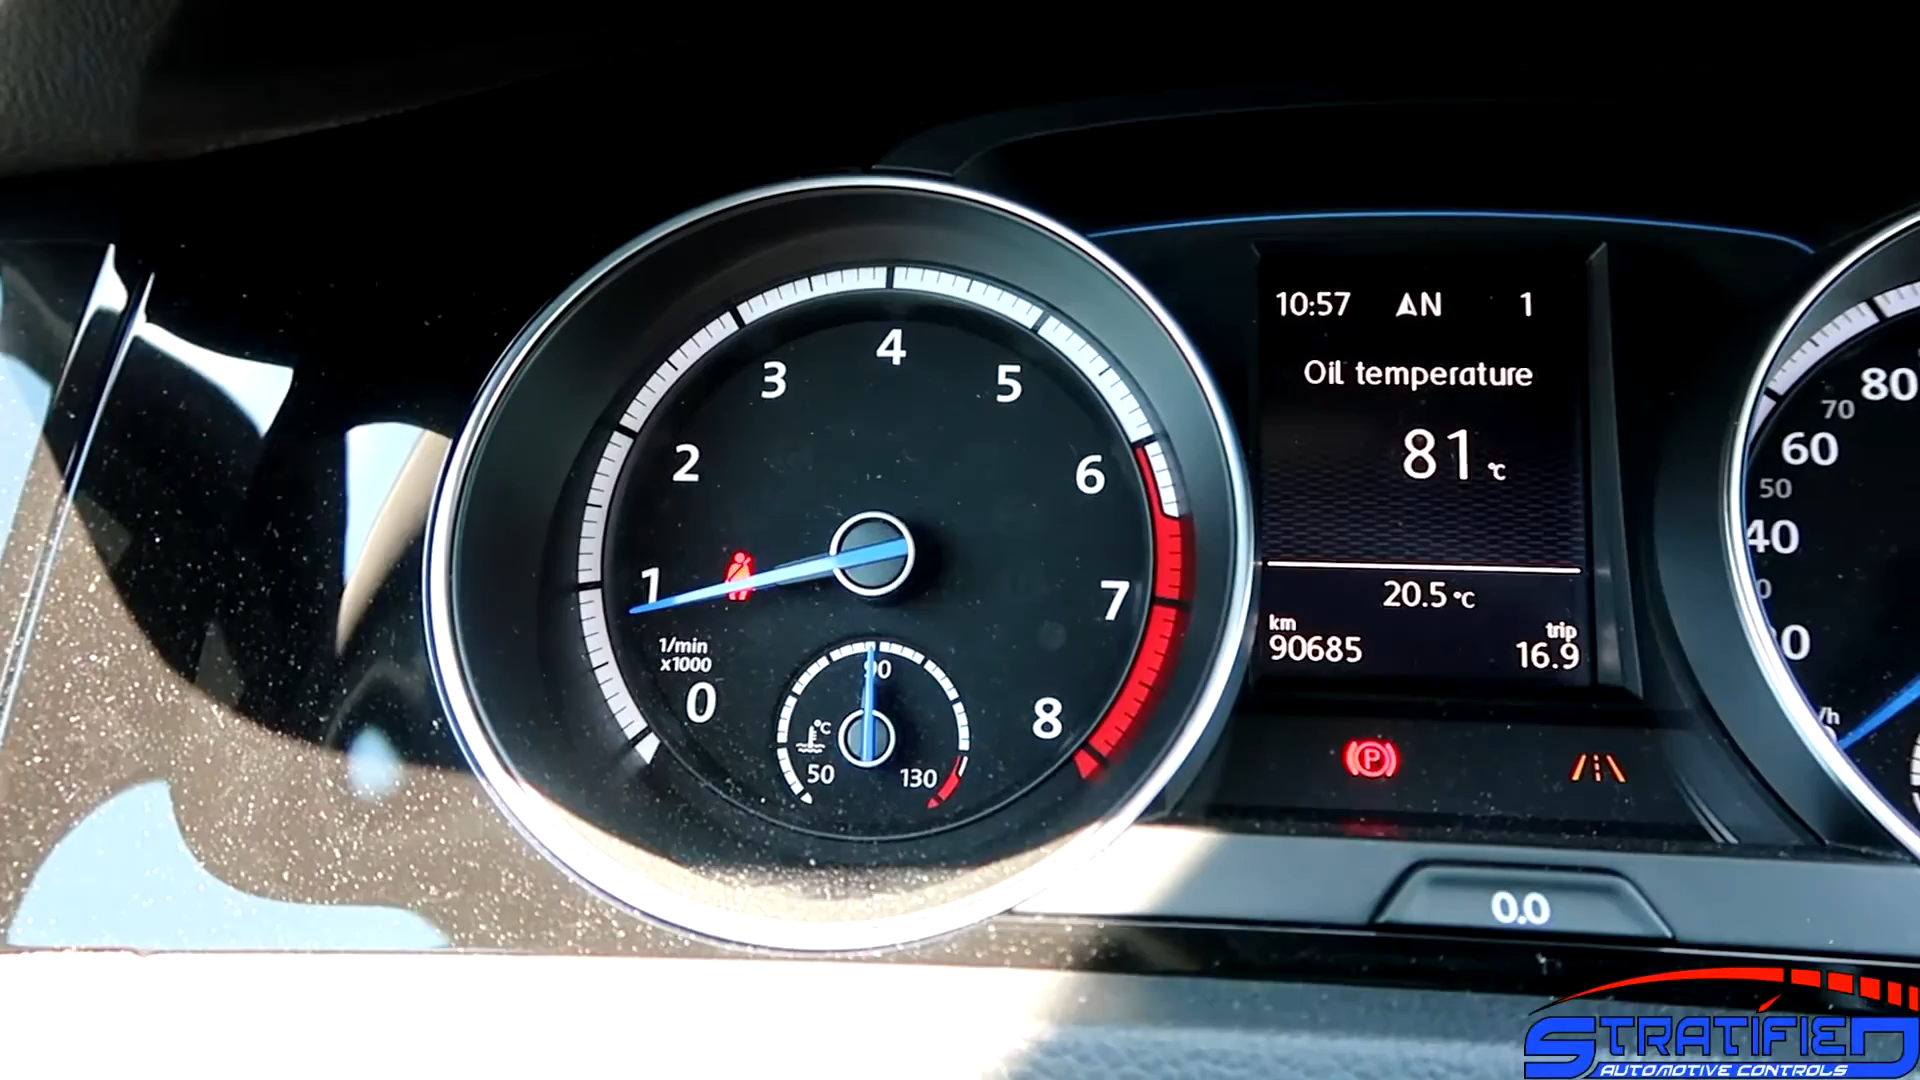 10:57 AN 1
Oil temperature
81 °C
20.5 °C
km
90685
trip
16.9
0
1
2
3
4
5
6
7
8
1/min
x1000
°C
50
90
130
P
80
70
60
50
40
/h
0.0
STRATIFIED
AUTOMOTIVE CONTROLS